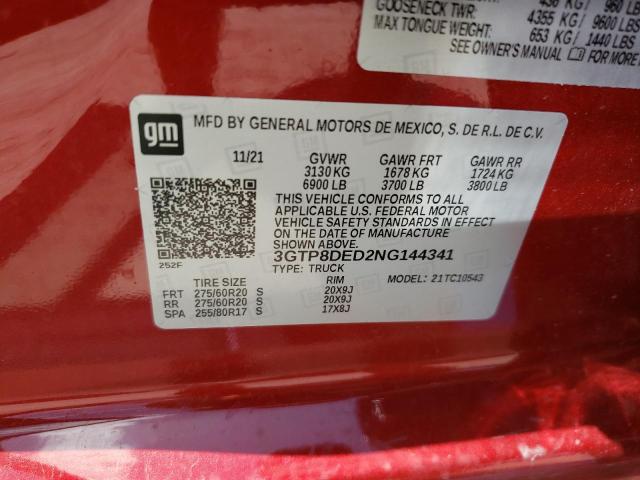 GOOSENECK TWR: 4355 KG/ 9600 LBS
MAX TONGUE WEIGHT: 653 KG/ 1440 LBS
SEE OWNER'S MANUAL FOR MORE
gm
MFD BY GENERAL MOTORS DE MEXICO, S. DE R.L. DE C.V.
11/21 GVWR GAWR FRT GAWR RR
3130 KG 1678 KG 1724 KG
6900 LB 3700 LB 3800 LB
THIS VEHICLE CONFORMS TO ALL
APPLICABLE U.S. FEDERAL MOTOR
VEHICLE SAFETY STANDARDS IN EFFECT
ON THE DATE OF MANUFACTURE
SHOWN ABOVE.
252F
3GTP8DED2NG144341
TYPE: TRUCK MODEL: 21TC10543
TIRE SIZE RIM
FRT 275/60R20 S 20X9J
RR 275/60R20 S 20X9J
SPA 255/80R17 S 17X8J